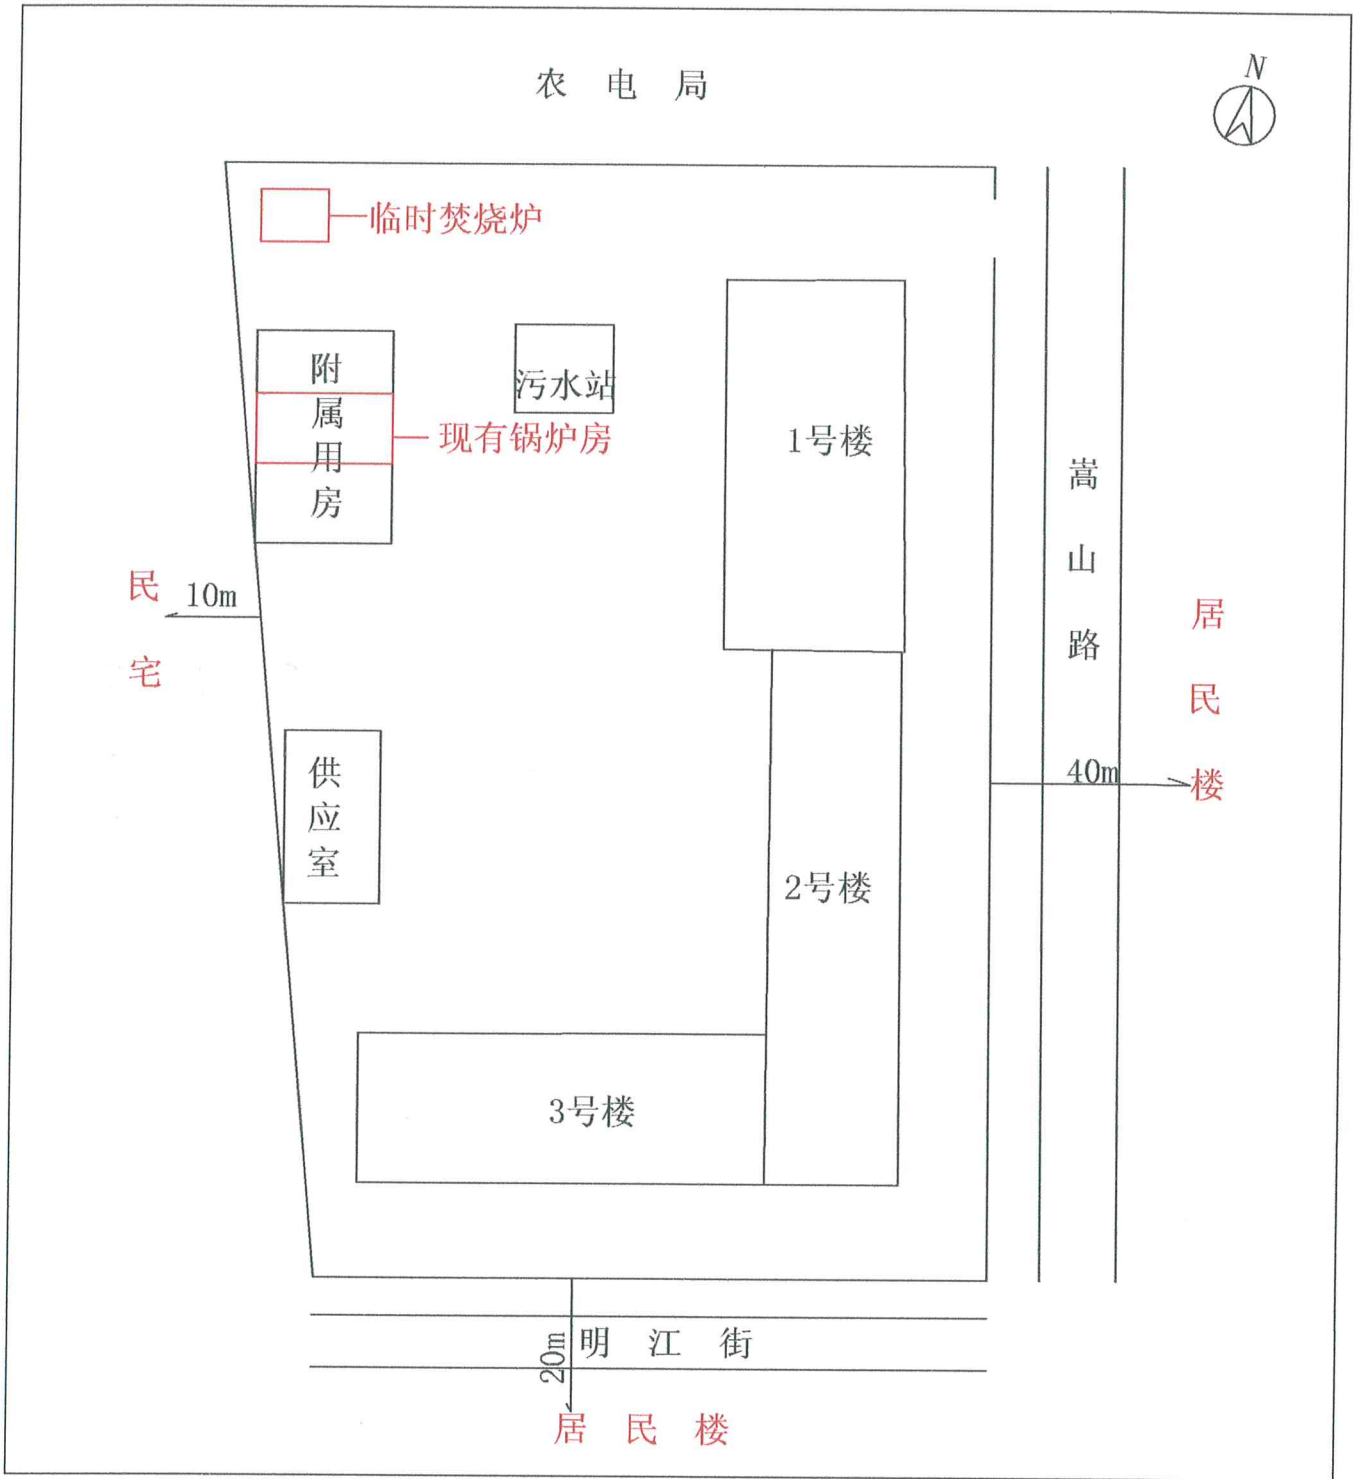 农电局
N
临时焚烧炉
附属用房
污水站
现有锅炉房
1号楼
嵩山路
民宅
10m
居民楼
40m
供应室
2号楼
3号楼
明江街
20m
居民楼